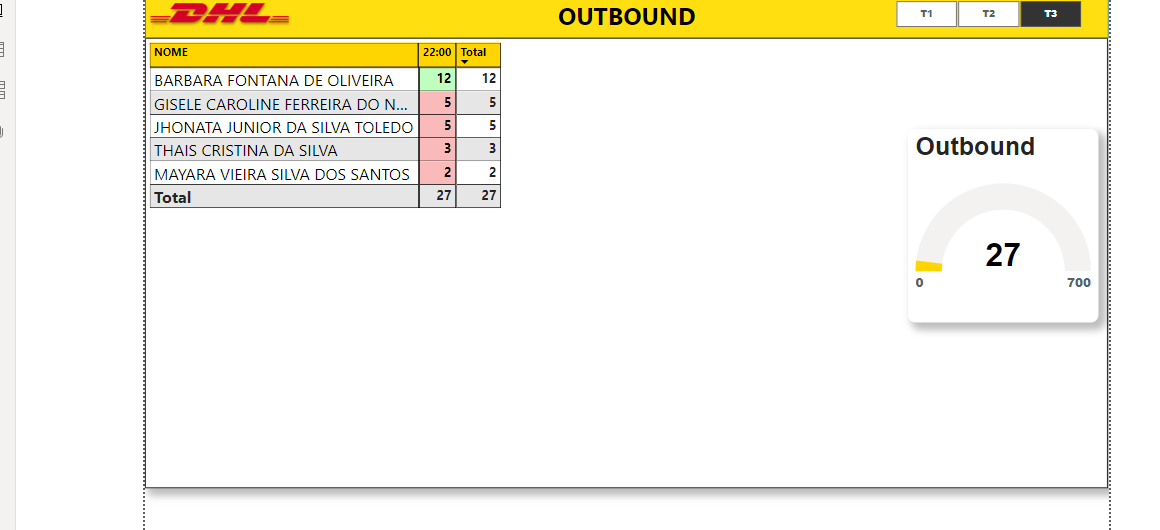 DHL
OUTBOUND
T1 T2 T3
NOME 22:00 Total
BARBARA FONTANA DE OLIVEIRA 12 12
GISELE CAROLINE FERREIRA DO N... 5 5
JHONATA JUNIOR DA SILVA TOLEDO 5 5
THAIS CRISTINA DA SILVA 3 3
MAYARA VIEIRA SILVA DOS SANTOS 2 2
Total 27 27
Outbound
27
0 700